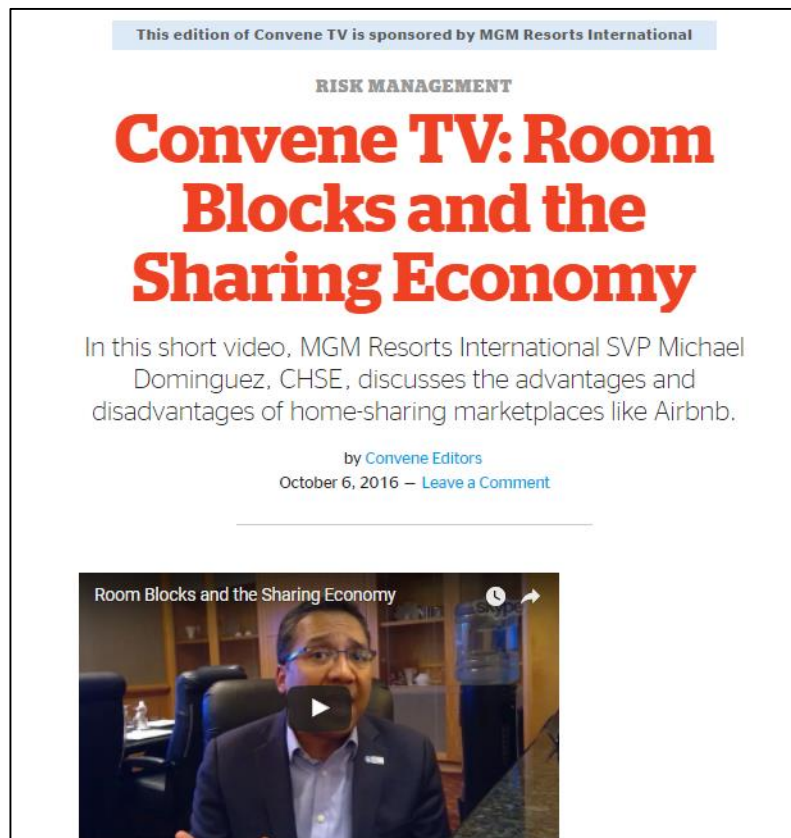 This edition of Convene TV is sponsored by MGM Resorts International
RISK MANAGEMENT
Convene TV: Room
Blocks and the
Sharing Economy
In this short video, MGM Resorts International SVP Michael
Dominguez, CHSE, discusses the advantages and
disadvantages of home-sharing marketplaces like Airbnb.
by Convene Editors
October 6, 2016 — Leave a Comment
Room Blocks and the Sharing Economy